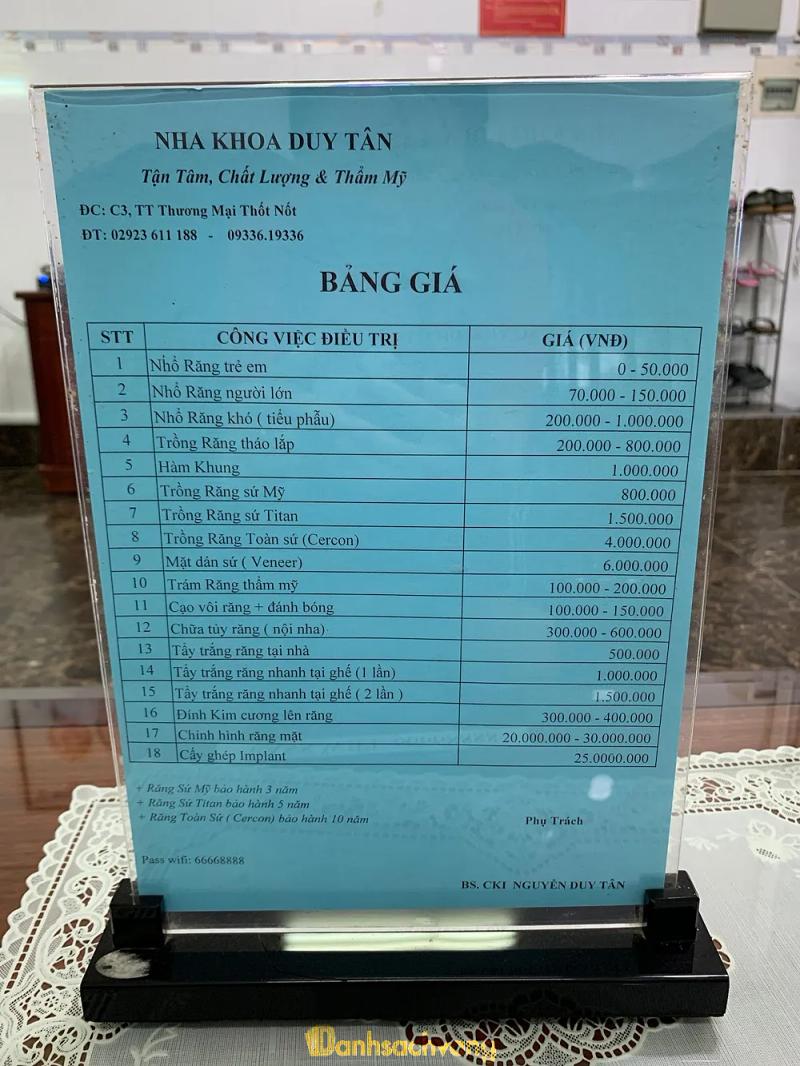 NHA KHOA DUY TÂN
Tận Tâm, Chất Lượng & Thẩm Mỹ
ĐC: C3, TT Thương Mại Thốt Nốt
ĐT: 02923 611 188 - 09336.19336
BẢNG GIÁ
STT CÔNG VIỆC ĐIỀU TRỊ GIÁ (VNĐ)
1 Nhổ Răng trẻ em 0 - 50.000
2 Nhổ Răng người lớn 70.000 - 150.000
3 Nhổ Răng khó ( tiểu phẫu) 200.000 - 1.000.000
4 Trồng Răng tháo lắp 200.000 - 800.000
5 Hàm Khung 1.000.000
6 Trồng Răng sứ Mỹ 800.000
7 Trồng Răng sứ Titan 1.500.000
8 Trồng Răng Toàn sứ (Cercon) 4.000.000
9 Mặt dán sứ ( Veneer) 6.000.000
10 Trám Răng thẩm mỹ 100.000 - 200.000
11 Cạo vôi răng + đánh bóng 100.000 - 150.000
12 Chữa tủy răng ( nội nha) 300.000 - 600.000
13 Tẩy trắng răng tại nhà 500.000
14 Tẩy trắng răng nhanh tại ghế (1 lần) 1.000.000
15 Tẩy trắng răng nhanh tại ghế ( 2 lần ) 1.500.000
16 Đính Kim cương lên răng 300.000 - 400.000
17 Chỉnh hình răng mặt 20.000.000 - 30.000.000
18 Cấy ghép Implant 25.0000.000
+ Răng Sứ Mỹ bảo hành 3 năm
+ Răng Sứ Titan bảo hành 5 năm
+ Răng Toàn Sứ ( Cercon) bảo hành 10 năm
Phụ Trách
Pass wifi: 66668888
BS. CKI NGUYỄN DUY TÂN
Danhsachvang